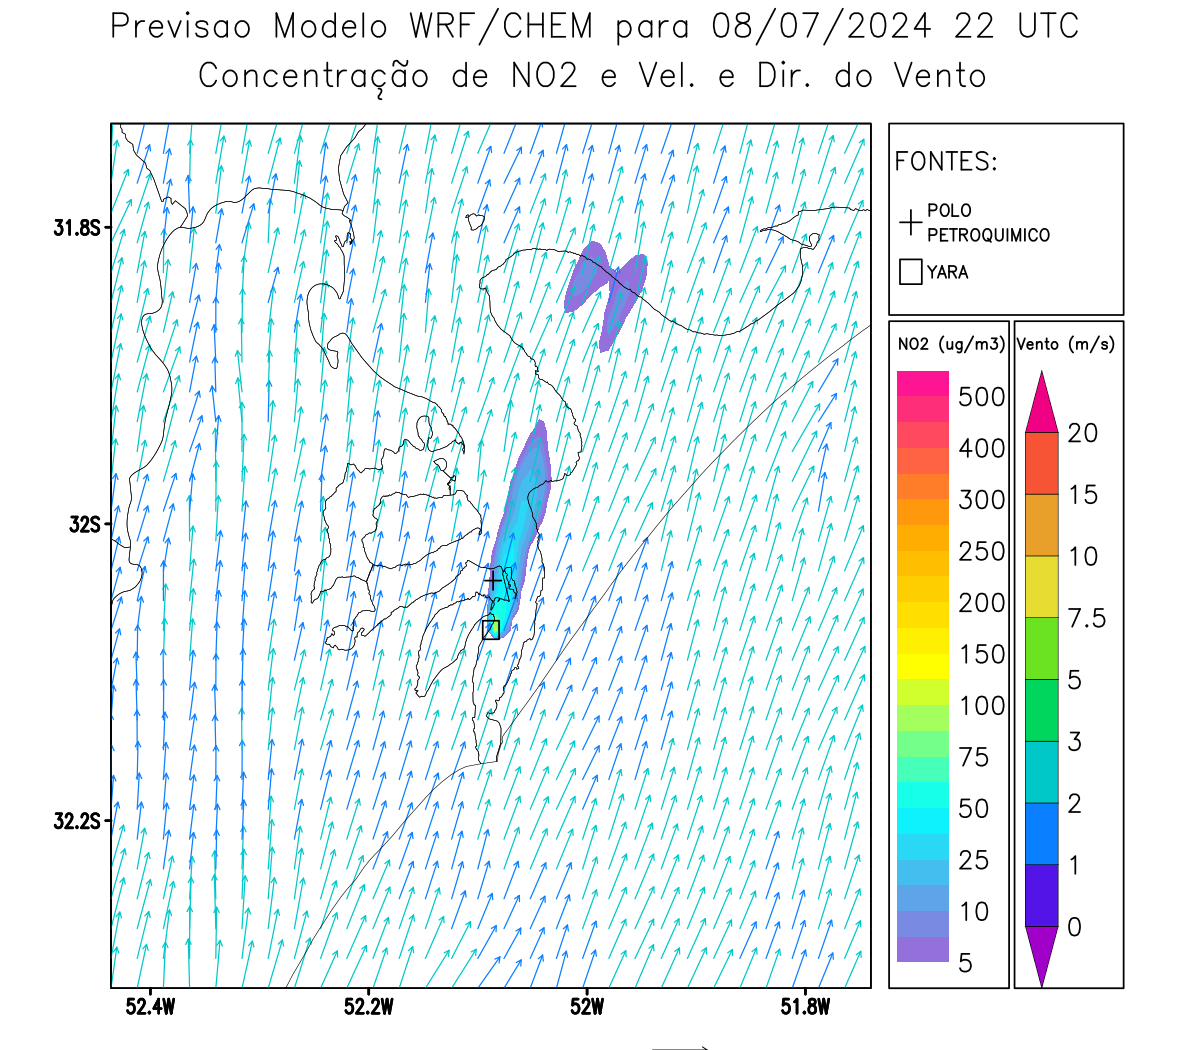 Previsao Modelo WRF/CHEM para 08/07/2024 22 UTC
Concentração de NO2 e Vel. e Dir. do Vento
FONTES:
POLO
PETROQUIMICO
YARA
NO2 (ug/m3)
500
400
300
250
200
150
100
75
50
25
10
5
Vento (m/s)
20
15
10
7.5
5
3
2
1
0
31.8S
32S
32.2S
52.4W
52.2W
52W
51.8W